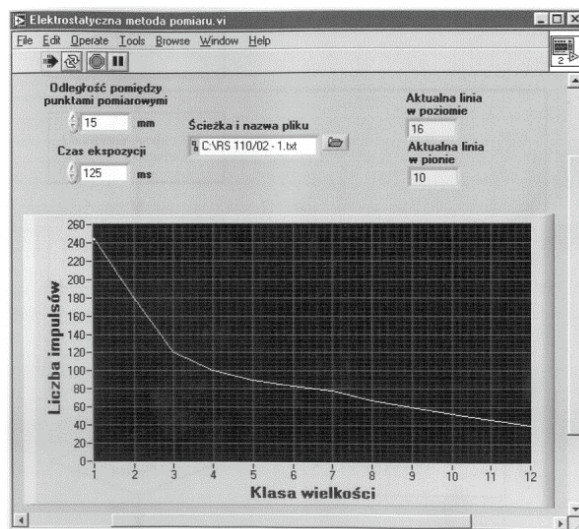 Elektrostatyczna metoda pomiaru.vi
File Edit Operate Tools Browse Window Help
2
Odległość pomiędzy
punktami pomiarowymi
15 mm
Czas ekspozycji
125 ms
Ścieżka i nazwa pliku
C:\RS 110/02 - 1.txt
Aktualna linia
w poziomie
16
Aktualna linia
w pionie
10
Liczba impulsów
260
240
220
200
180
160
140
120
100
80
60
40
20
0
1 2 3 4 5 6 7 8 9 10 11 12
Klasa wielkości